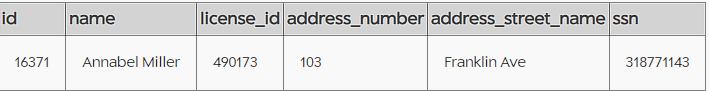 id name license_id address_number address_street_name ssn
16371 Annabel Miller 490173 103 Franklin Ave 318771143